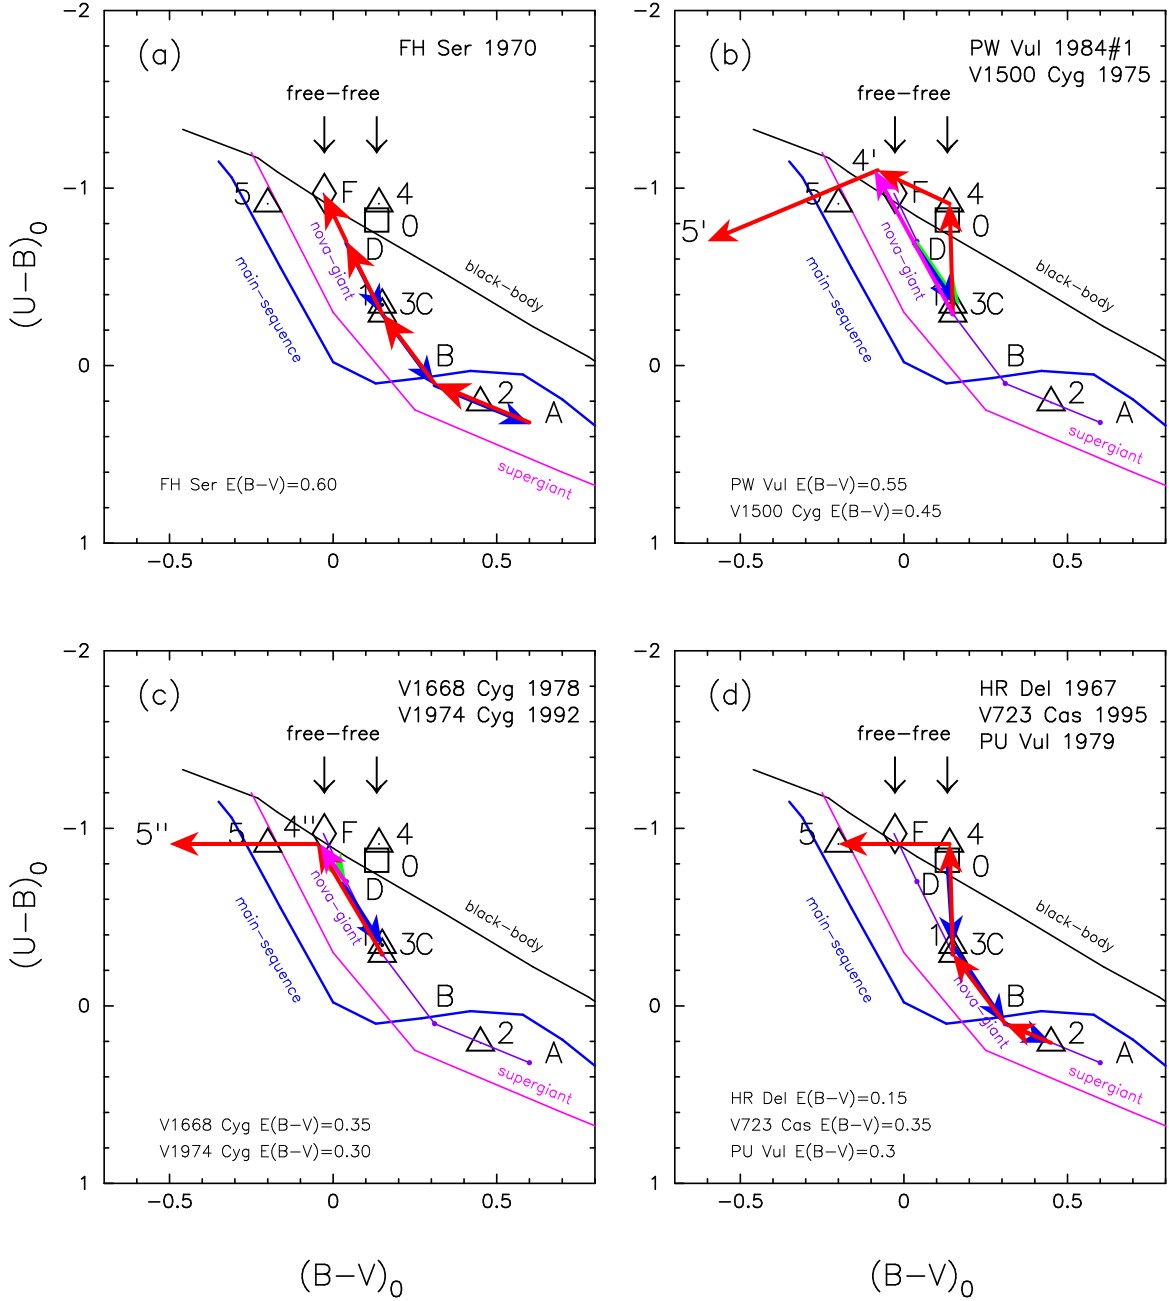 (a)
FH Ser 1970
free-free
-2
-1
0
1
(U-B)0
5
F
4
0
D
1
3C
B
2
A
nova-giant
black-body
main-sequence
supergiant
FH Ser E(B-V)=0.60
-0.5
0
0.5
(b)
PW Vul 1984#1
V1500 Cyg 1975
free-free
-2
-1
0
1
4'
5
F
4
0
5'
D
1
3C
B
2
A
nova-giant
black-body
main-sequence
supergiant
PW Vul E(B-V)=0.55
V1500 Cyg E(B-V)=0.45
-0.5
0
0.5
(c)
V1668 Cyg 1978
V1974 Cyg 1992
free-free
-2
-1
0
1
(U-B)0
5''
5
4''
F
4
0
D
1
3C
B
2
A
nova-giant
black-body
main-sequence
supergiant
V1668 Cyg E(B-V)=0.35
V1974 Cyg E(B-V)=0.30
-0.5
0
0.5
(B-V)0
(d)
HR Del 1967
V723 Cas 1995
PU Vul 1979
free-free
-2
-1
0
1
5
F
4
0
D
1
3C
B
2
A
nova-giant
black-body
main-sequence
supergiant
HR Del E(B-V)=0.15
V723 Cas E(B-V)=0.35
PU Vul E(B-V)=0.3
-0.5
0
0.5
(B-V)0